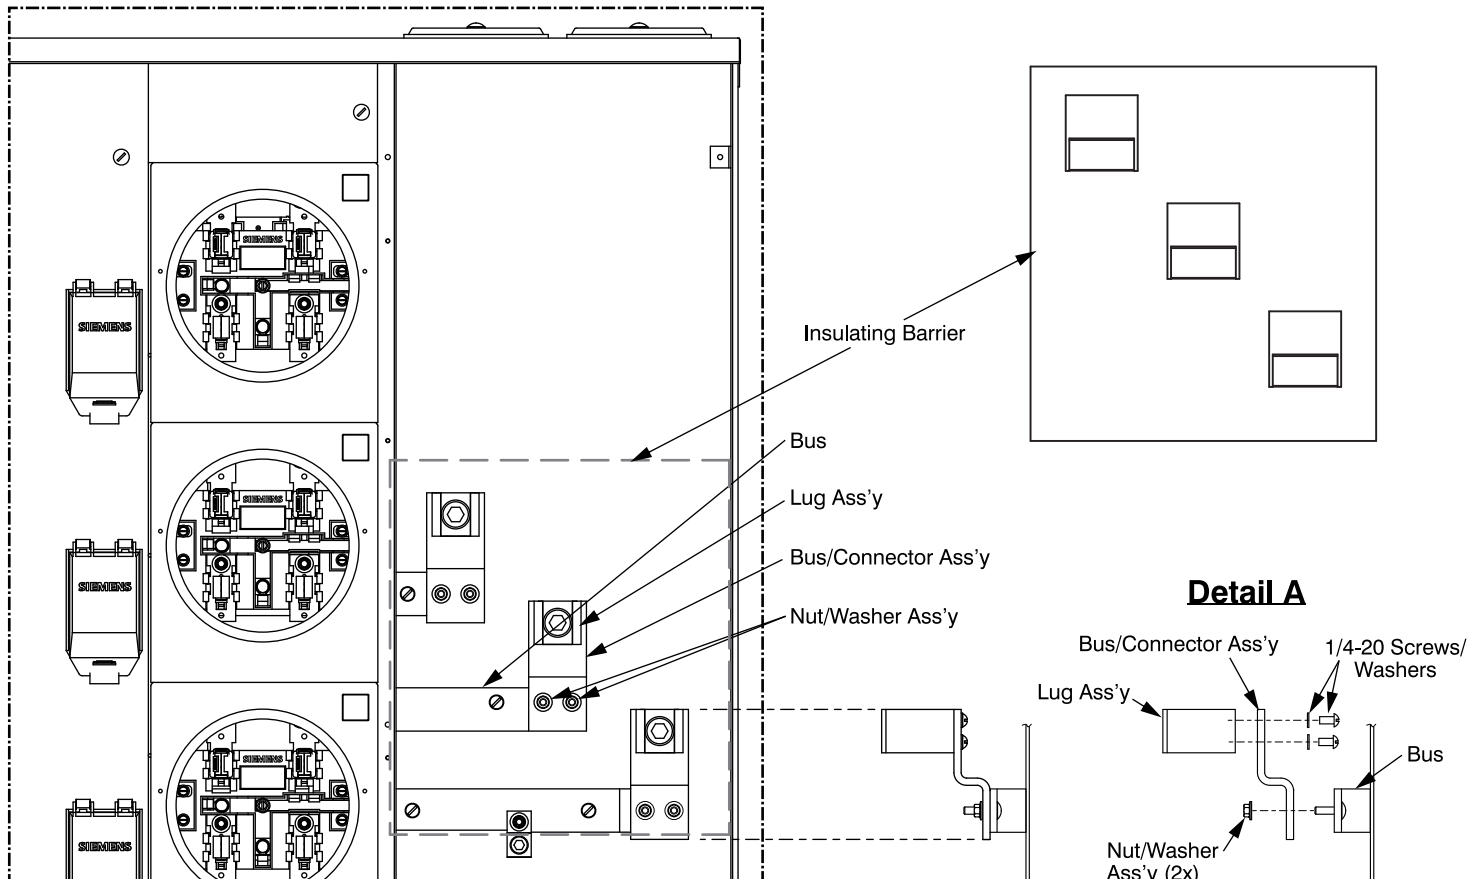 SIEMENS
SIEMENS
Insulating Barrier
Bus
SIEMENS
Lug Ass'y
Bus/Connector Ass'y
SIEMENS
Nut/Washer Ass'y
Detail A
Bus/Connector Ass'y
1/4-20 Screws/
Washers
Lug Ass'y
Bus
SIEMENS
SIEMENS
Nut/Washer
Ass'y (2x)